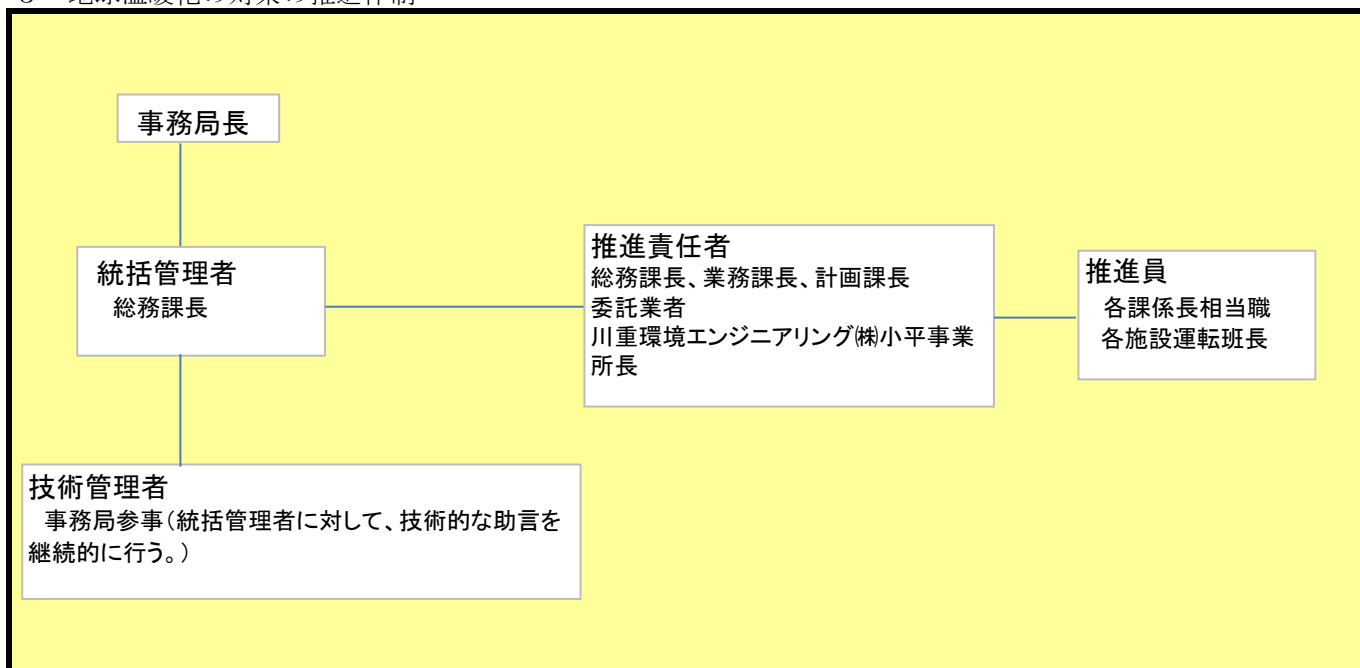 事務局長
統括管理者
総務課長
推進責任者
総務課長、業務課長、計画課長
委託業者
川重環境エンジニアリング㈱小平事業
所長
推進員
各課係長相当職
各施設運転班長
技術管理者
事務局参事（統括管理者に対して、技術的な助言を
継続的に行う。）